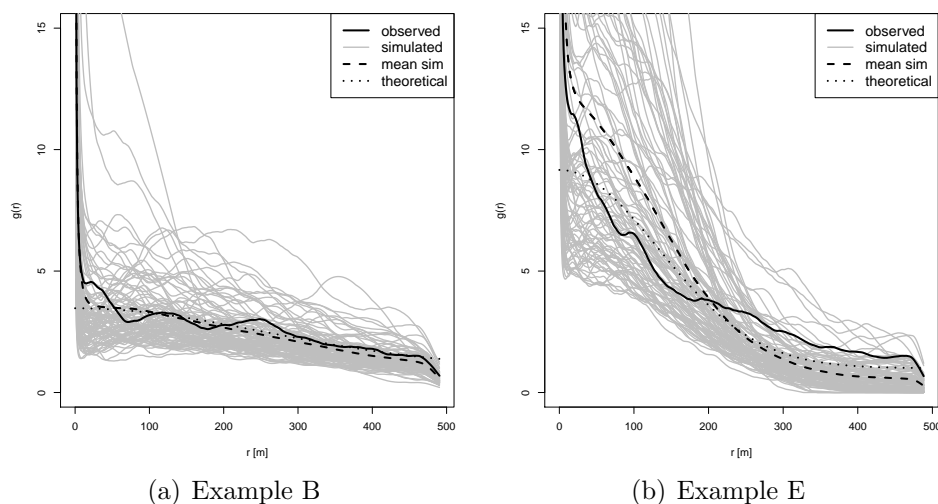 observed
simulated
mean sim
theoretical
15
10
5
0
g(r)
0 100 200 300 400 500
r [m]
(a) Example B
observed
simulated
mean sim
theoretical
15
10
5
0
g(r)
0 100 200 300 400 500
r [m]
(b) Example E